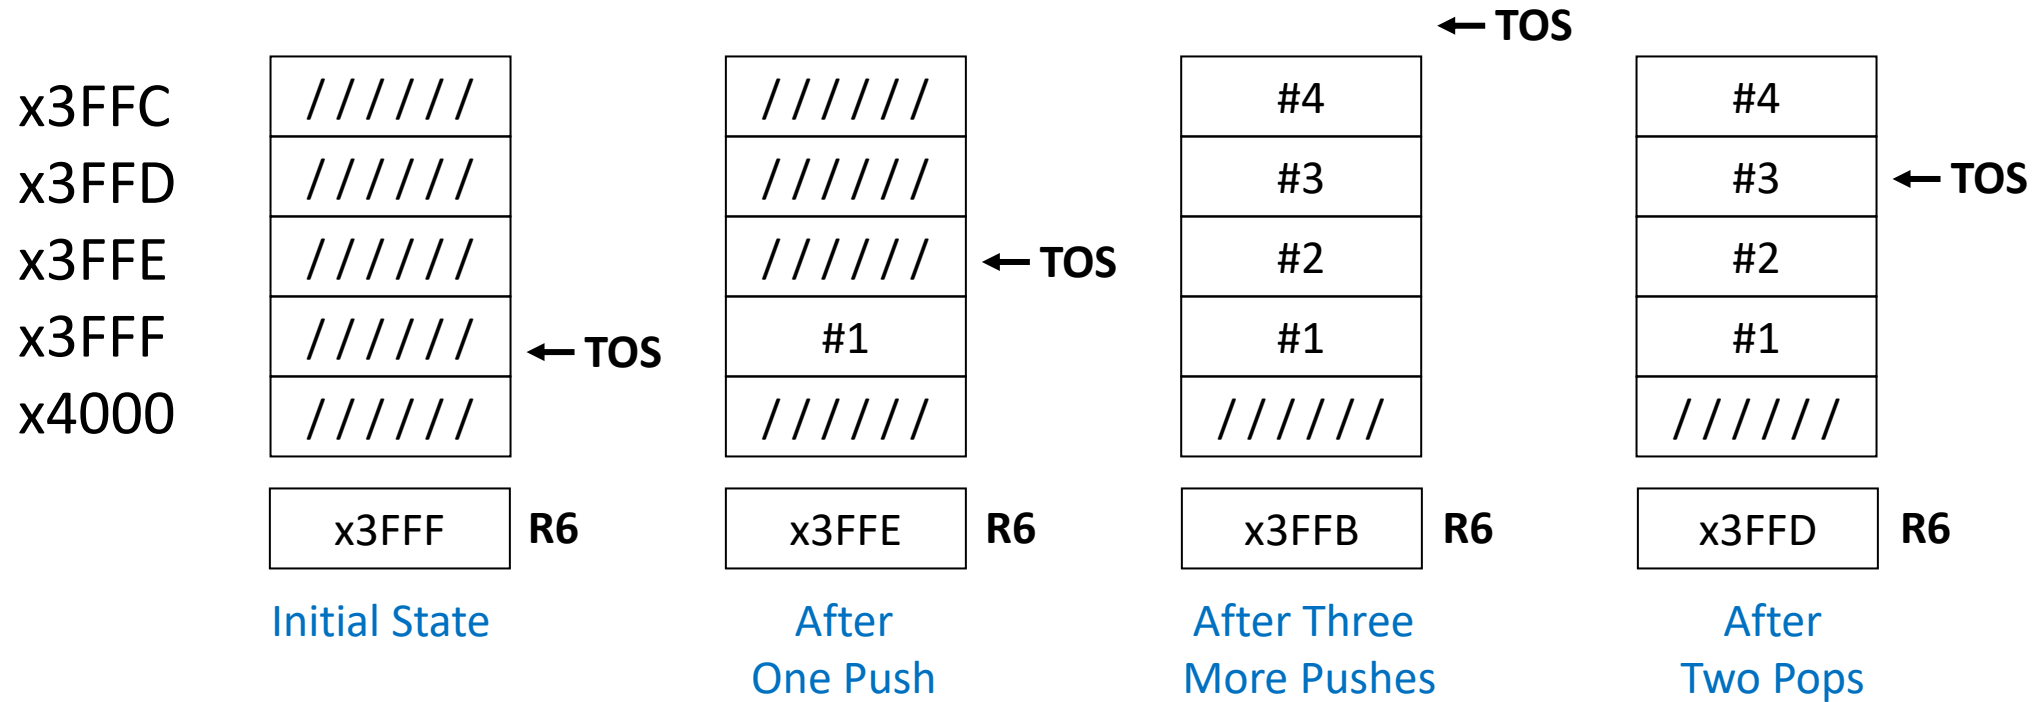 ← TOS
x3FFC ////// ////// #4 #4
x3FFD ////// ////// #3 #3 ← TOS
x3FFE ////// ////// ← TOS #2 #2
x3FFF ////// ← TOS #1 #1 #1
x4000 ////// ////// ////// //////
x3FFF R6 x3FFE R6 x3FFB R6 x3FFD R6
Initial State After After Three After
One Push More Pushes Two Pops